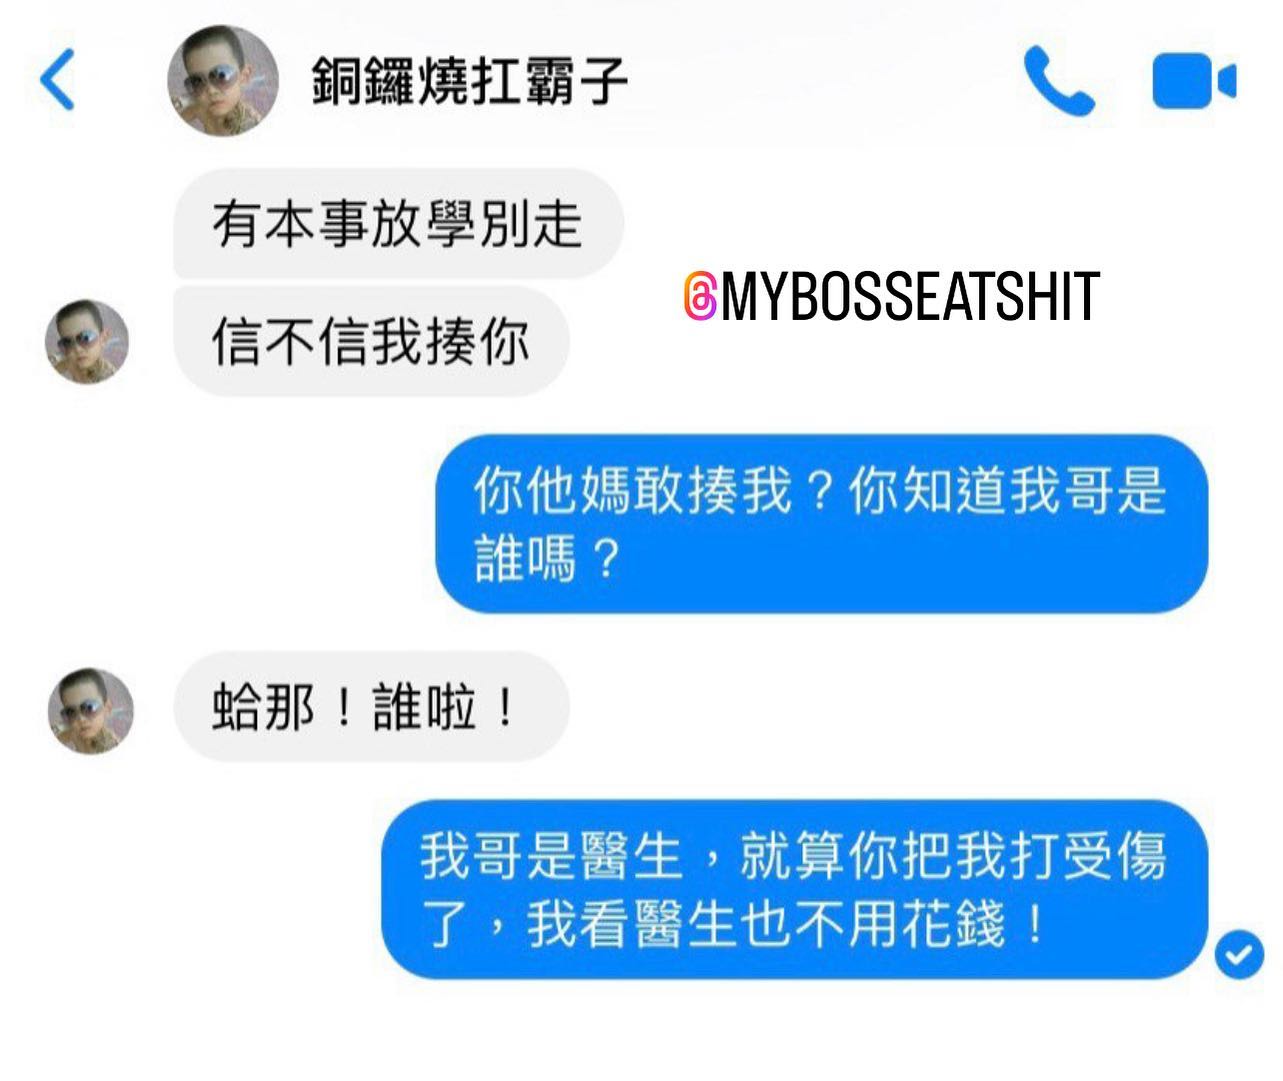 銅鑼燒扛霸子
有本事放學別走
@MYBOSSEATSHIT
信不信我揍你
你他媽敢揍我？你知道我哥是
誰嗎？
蛤那！誰啦！
我哥是醫生，就算你把我打受傷
了，我看醫生也不用花錢！